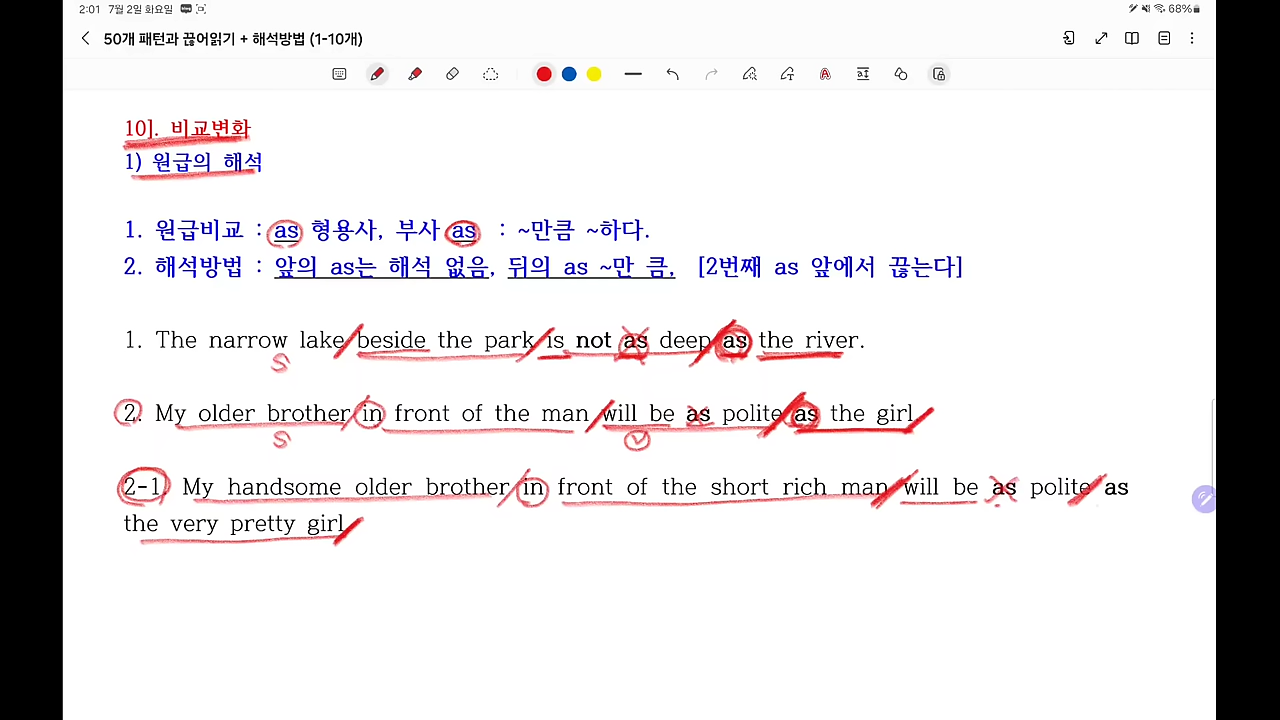 2:01 7월 2일 화요일 68%
50개 패턴과 끊어읽기 + 해석방법 (1-10개)
10]. 비교변화
1) 원급의 해석
1. 원급비교 : as 형용사, 부사 as : ~만큼 ~하다.
2. 해석방법 : 앞의 as는 해석 없음, 뒤의 as ~만 큼, [2번째 as 앞에서 끊는다]
1. The narrow lake beside the park is not as deep as the river.
S
2. My older brother in front of the man will be as polite as the girl
S V
2-1. My handsome older brother in front of the short rich man will be as polite as
the very pretty girl